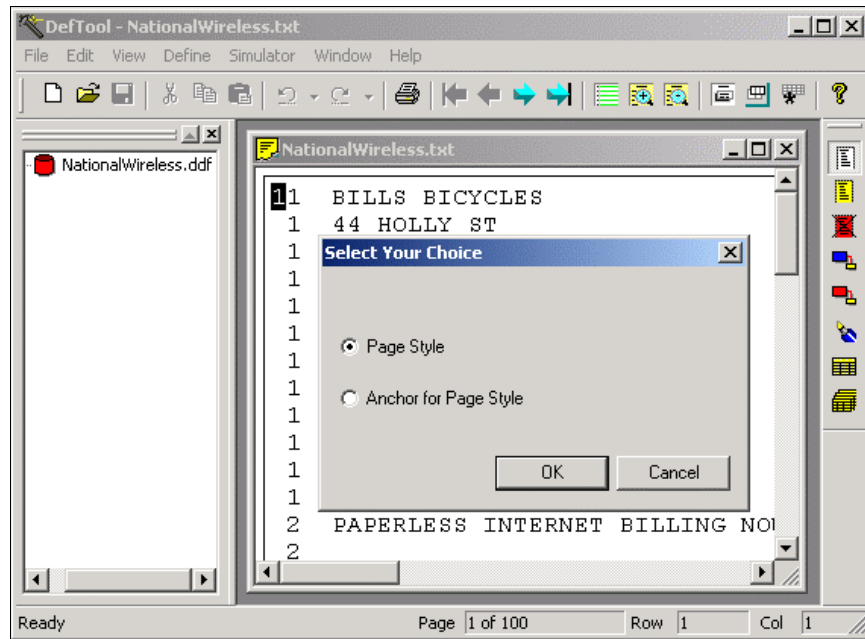 DefTool - NationalWireless.txt
File Edit View Define Simulator Window Help
NationalWireless.ddf
NationalWireless.txt
11 BILLS BICYCLES
1 44 HOLLY ST
1
Select Your Choice
1
1
1
Page Style
1
1
Anchor for Page Style
1
1
1
OK Cancel
1
2 PAPERLESS INTERNET BILLING NOW
2
Ready Page 1 of 100 Row 1 Col 1